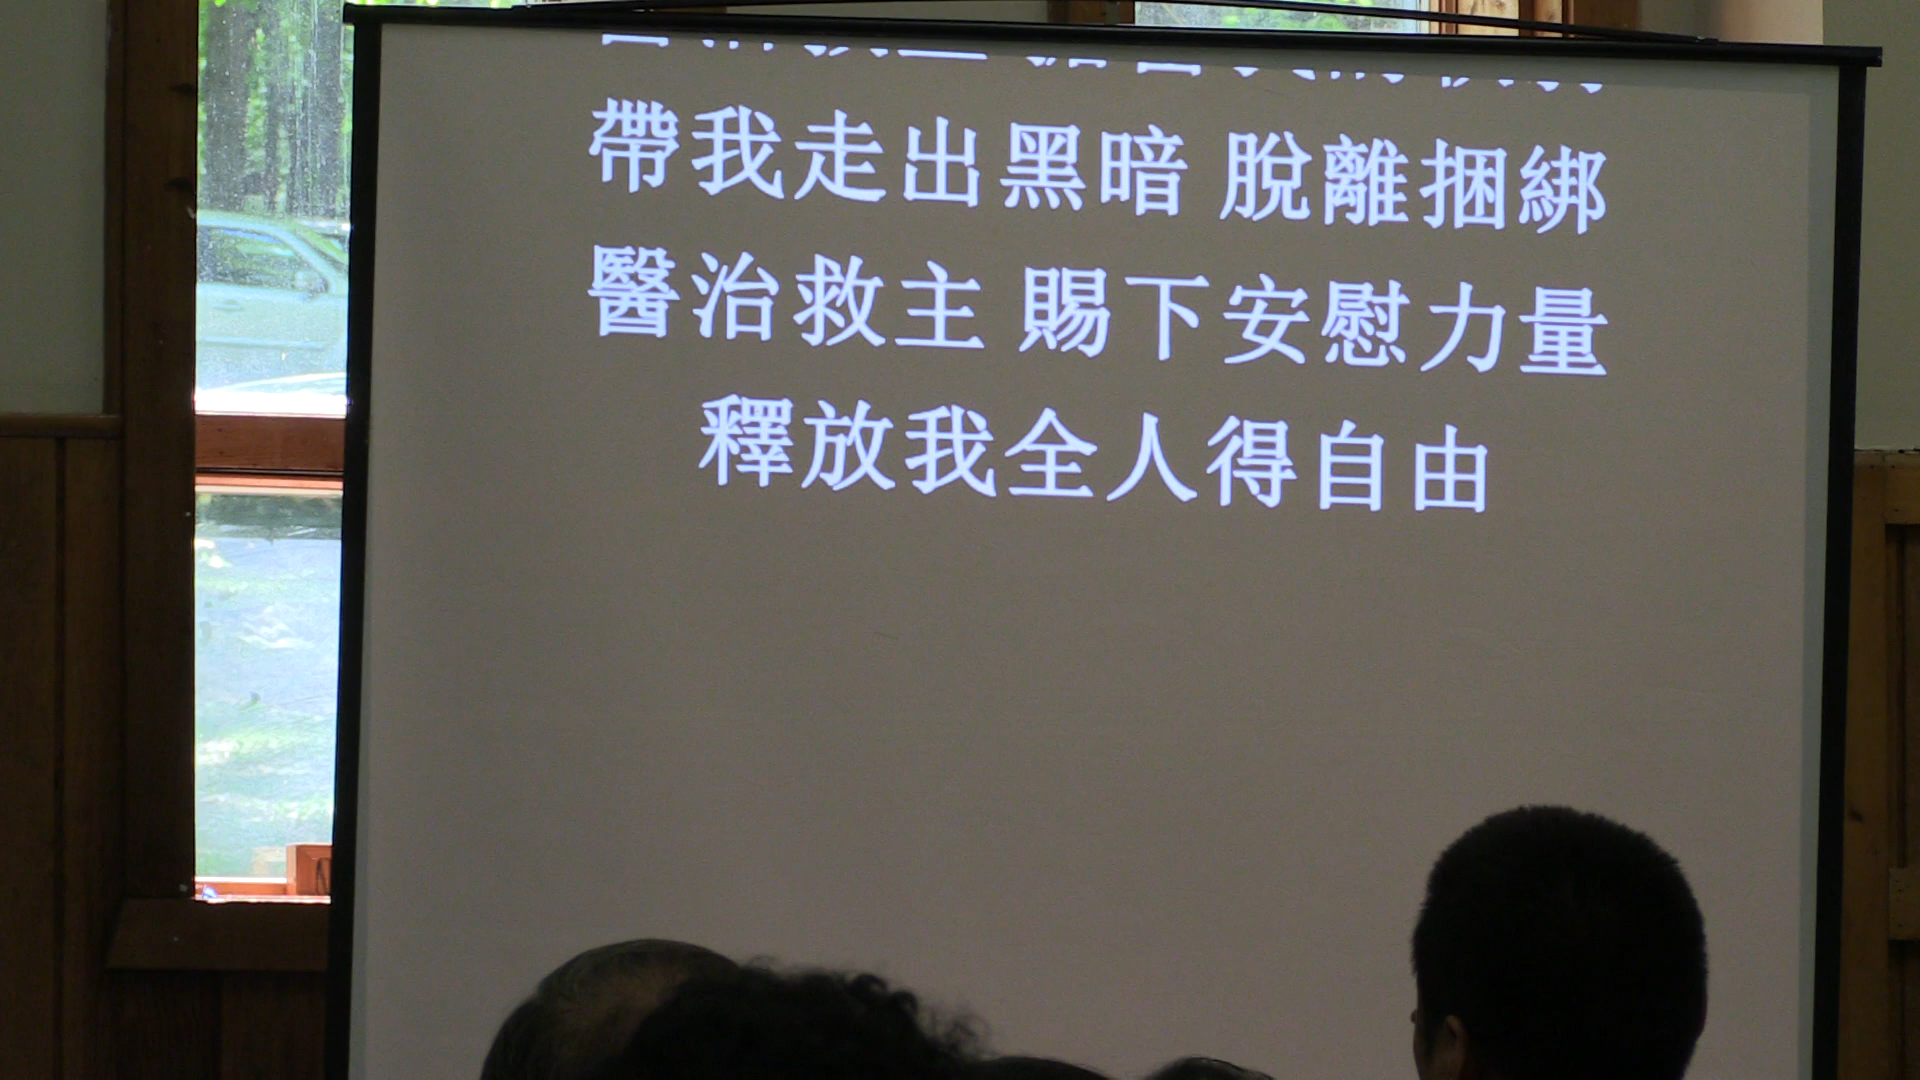 帶我走出黑暗 脫離捆綁
醫治救主 賜下安慰力量
釋放我全人得自由